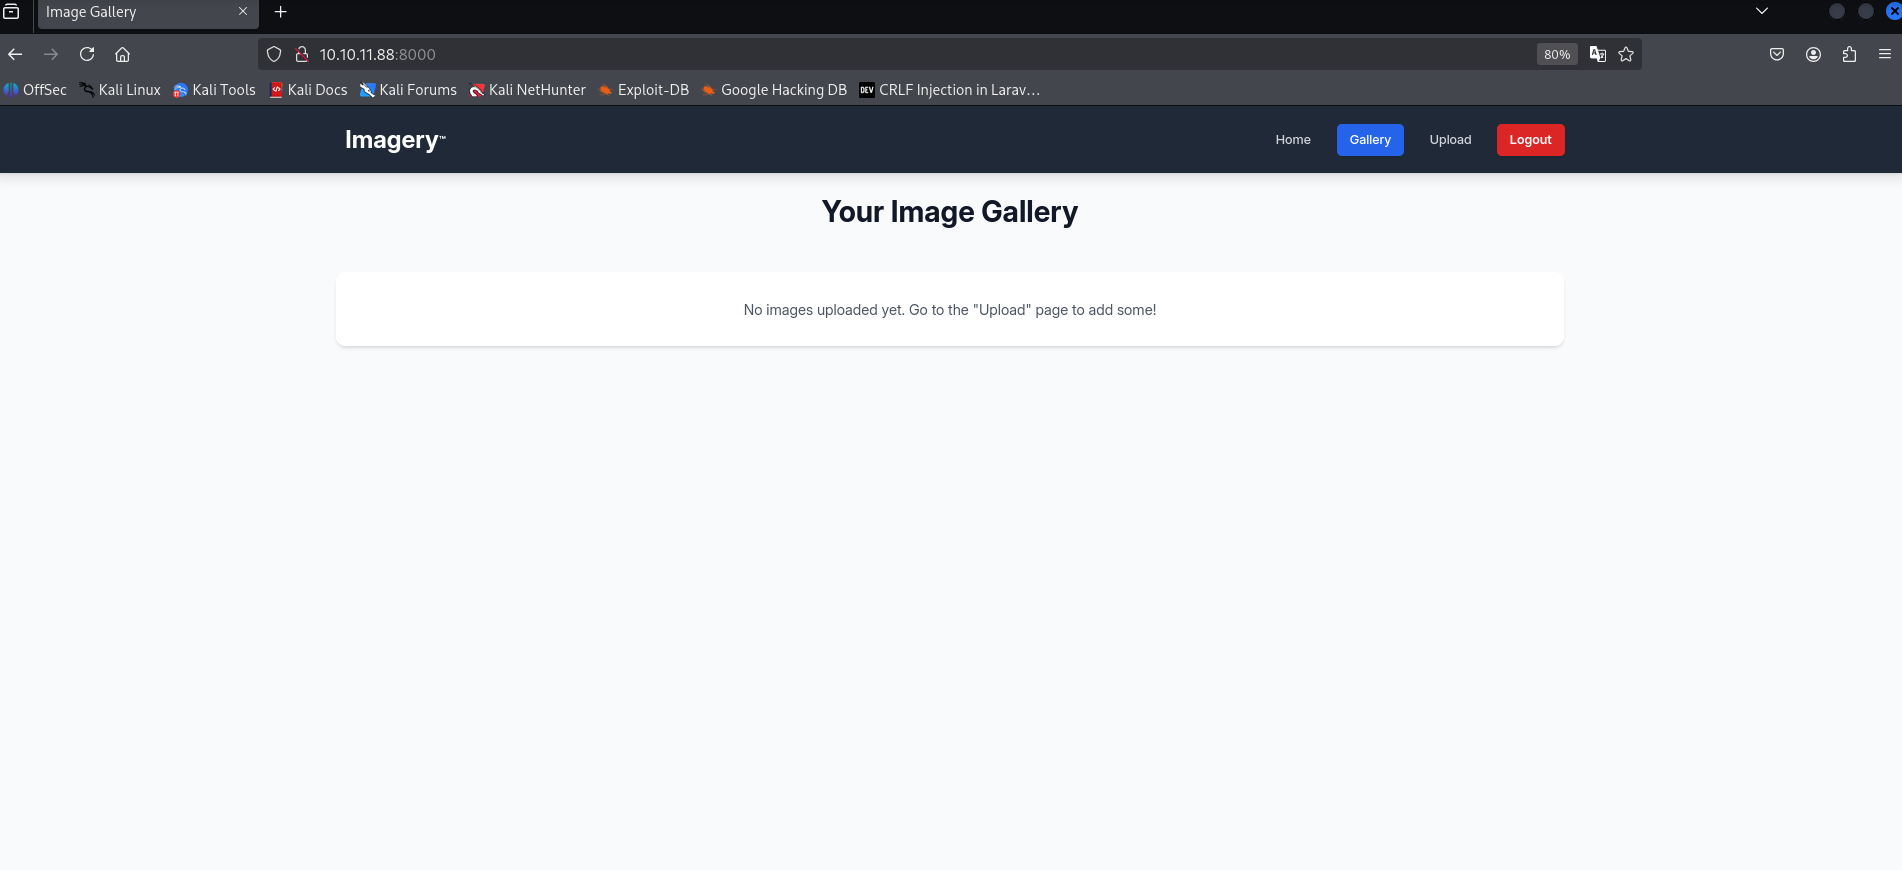 Image Gallery
10.10.11.88:8000
80%
OffSec Kali Linux Kali Tools Kali Docs Kali Forums Kali NetHunter Exploit-DB Google Hacking DB DEV CRLF Injection in Larav…
Imagery™ Home Gallery Upload Logout
Your Image Gallery
No images uploaded yet. Go to the "Upload" page to add some!